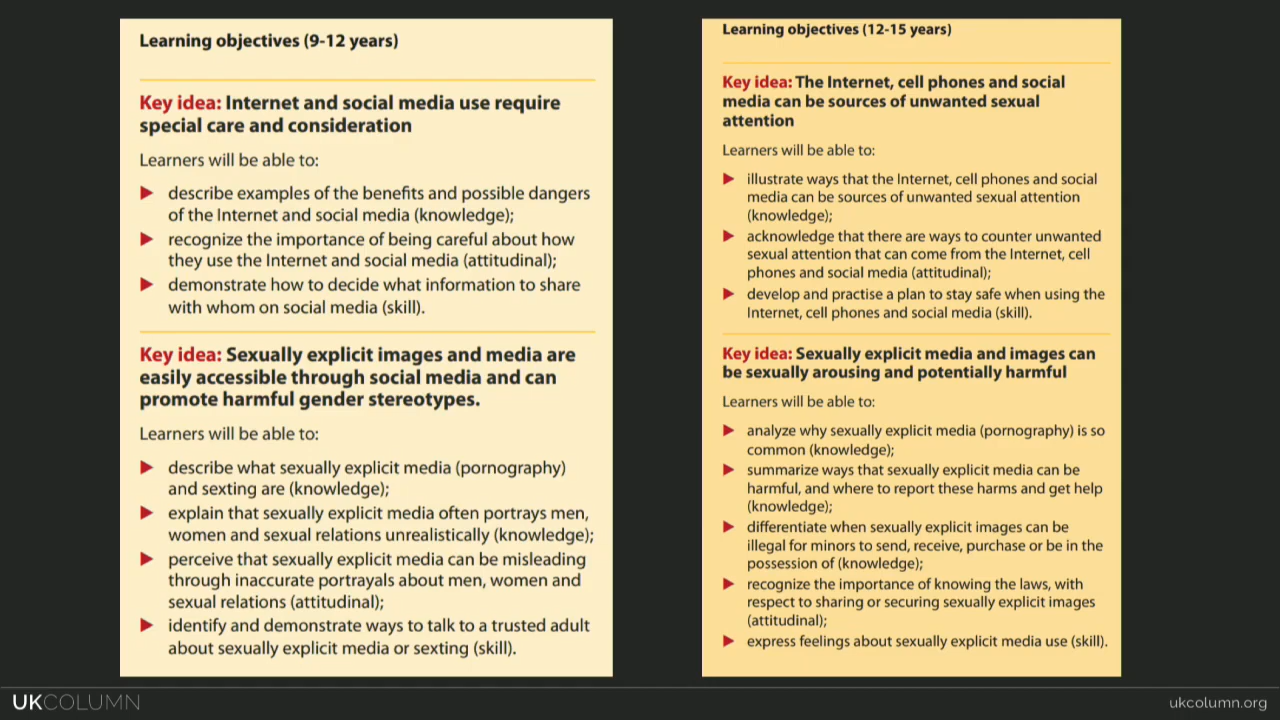 Learning objectives (9-12 years)
Key idea: Internet and social media use require
special care and consideration
Learners will be able to:
► describe examples of the benefits and possible dangers
of the Internet and social media (knowledge);
► recognize the importance of being careful about how
they use the Internet and social media (attitudinal);
► demonstrate how to decide what information to share
with whom on social media (skill).
Key idea: Sexually explicit images and media are
easily accessible through social media and can
promote harmful gender stereotypes.
Learners will be able to:
► describe what sexually explicit media (pornography)
and sexting are (knowledge);
► explain that sexually explicit media often portrays men,
women and sexual relations unrealistically (knowledge);
► perceive that sexually explicit media can be misleading
through inaccurate portrayals about men, women and
sexual relations (attitudinal);
► identify and demonstrate ways to talk to a trusted adult
about sexually explicit media or sexting (skill).
Learning objectives (12-15 years)
Key idea: The Internet, cell phones and social
media can be sources of unwanted sexual
attention
Learners will be able to:
► illustrate ways that the Internet, cell phones and social
media can be sources of unwanted sexual attention
(knowledge);
► acknowledge that there are ways to counter unwanted
sexual attention that can come from the Internet, cell
phones and social media (attitudinal);
► develop and practise a plan to stay safe when using the
Internet, cell phones and social media (skill).
Key idea: Sexually explicit media and images can
be sexually arousing and potentially harmful
Learners will be able to:
► analyze why sexually explicit media (pornography) is so
common (knowledge);
► summarize ways that sexually explicit media can be
harmful, and where to report these harms and get help
(knowledge);
► differentiate when sexually explicit images can be
illegal for minors to send, receive, purchase or be in the
possession of (knowledge);
► recognize the importance of knowing the laws, with
respect to sharing or securing sexually explicit images
(attitudinal);
► express feelings about sexually explicit media use (skill).
UKCOLUMN
ukcolumn.org